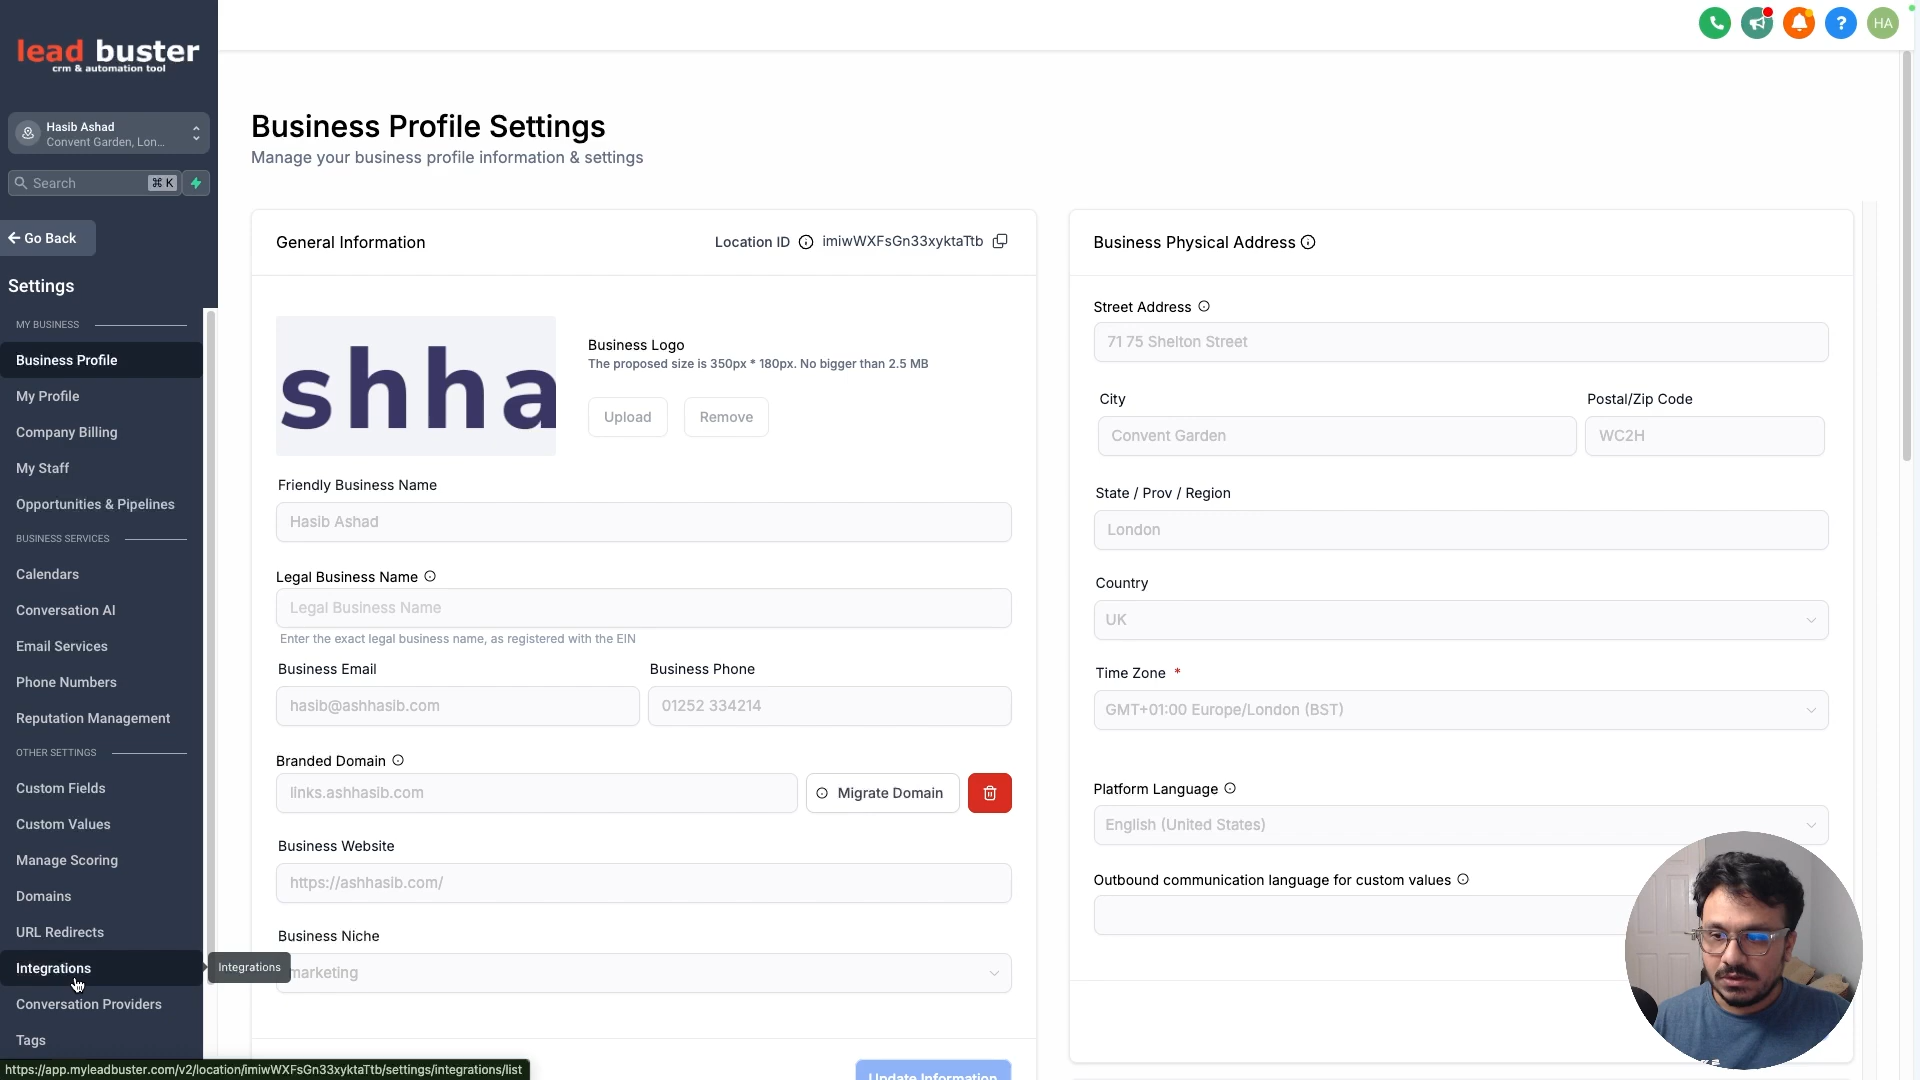 lead buster
crm & automation tool
HA
Hasib Ashad
Convent Garden, Lon...
Search
⌘ K
Go Back
Settings
MY BUSINESS
Business Profile
My Profile
Company Billing
My Staff
Opportunities & Pipelines
BUSINESS SERVICES
Calendars
Conversation AI
Email Services
Phone Numbers
Reputation Management
OTHER SETTINGS
Custom Fields
Custom Values
Manage Scoring
Domains
URL Redirects
Integrations
Integrations
Conversation Providers
Tags
https://app.myleadbuster.com/v2/location/imiwWXFsGn33xyktaTtb/settings/integrations/list
Business Profile Settings
Manage your business profile information & settings
General Information
Location ID
imiwWXFsGn33xyktaTtb
shha
Business Logo
The proposed size is 350px * 180px. No bigger than 2.5 MB
Upload
Remove
Friendly Business Name
Hasib Ashad
Legal Business Name
Legal Business Name
Enter the exact legal business name, as registered with the EIN
Business Email
Business Phone
hasib@ashhasib.com
01252 334214
Branded Domain
links.ashhasib.com
Migrate Domain
Business Website
https://ashhasib.com/
Business Niche
marketing
Update Information
Business Physical Address
Street Address
71 75 Shelton Street
City
Postal/Zip Code
Convent Garden
WC2H
State / Prov / Region
London
Country
UK
Time Zone *
GMT+01:00 Europe/London (BST)
Platform Language
English (United States)
Outbound communication language for custom values